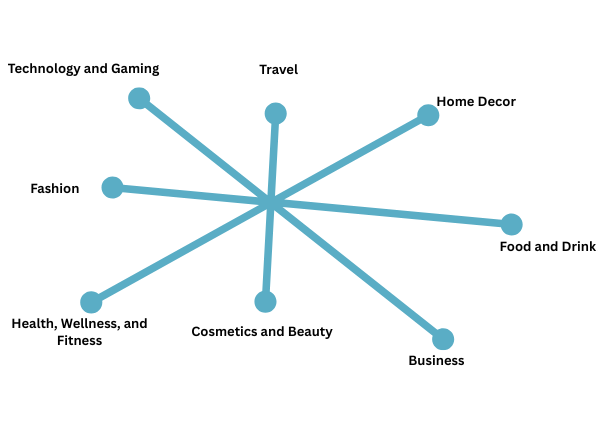 Technology and Gaming
Travel
Home Decor
Fashion
Food and Drink
Health, Wellness, and
Fitness
Cosmetics and Beauty
Business